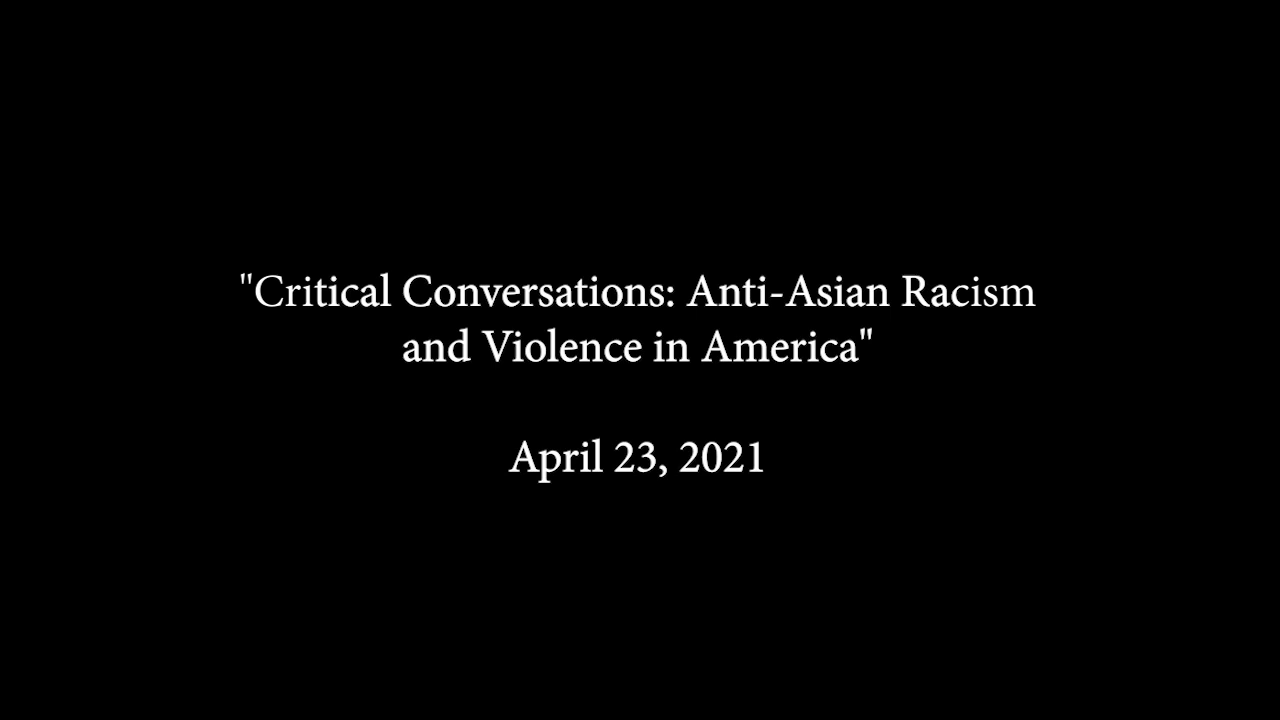 "Critical Conversations: Anti-Asian Racism
and Violence in America"
April 23, 2021